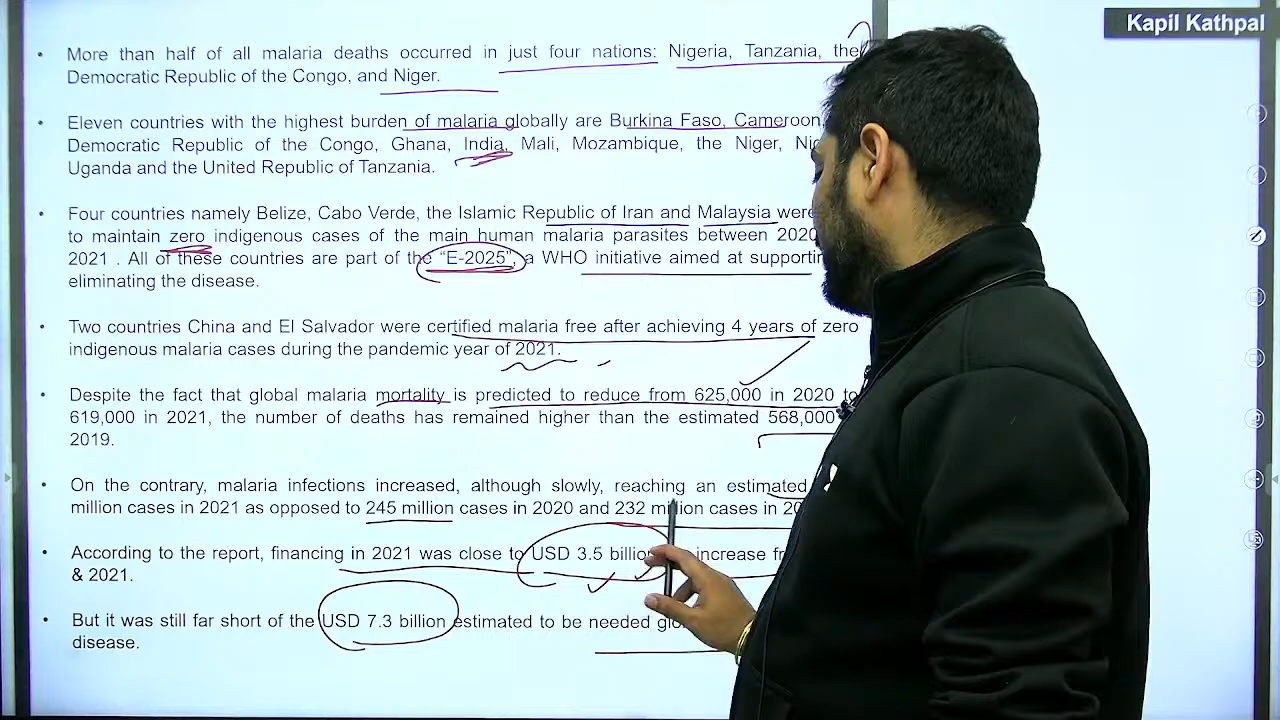 Kapil Kathpal
• More than half of all malaria deaths occurred in just four nations: Nigeria, Tanzania, the
Democratic Republic of the Congo, and Niger.
• Eleven countries with the highest burden of malaria globally are Burkina Faso, Cameroon
Democratic Republic of the Congo, Ghana, India, Mali, Mozambique, the Niger,
Uganda and the United Republic of Tanzania.
• Four countries namely Belize, Cabo Verde, the Islamic Republic of Iran and Malaysia were
to maintain zero indigenous cases of the main human malaria parasites between 2020
2021 . All of these countries are part of the “E-2025”, a WHO initiative aimed at supporting
eliminating the disease.
• Two countries China and El Salvador were certified malaria free after achieving 4 years of zero
indigenous malaria cases during the pandemic year of 2021.
• Despite the fact that global malaria mortality is predicted to reduce from 625,000 in 2020 to
619,000 in 2021, the number of deaths has remained higher than the estimated 568,000
2019.
• On the contrary, malaria infections increased, although slowly, reaching an estimated
million cases in 2021 as opposed to 245 million cases in 2020 and 232 million cases in
• According to the report, financing in 2021 was close to USD 3.5 billion increase
& 2021.
• But it was still far short of the USD 7.3 billion estimated to be needed
disease.